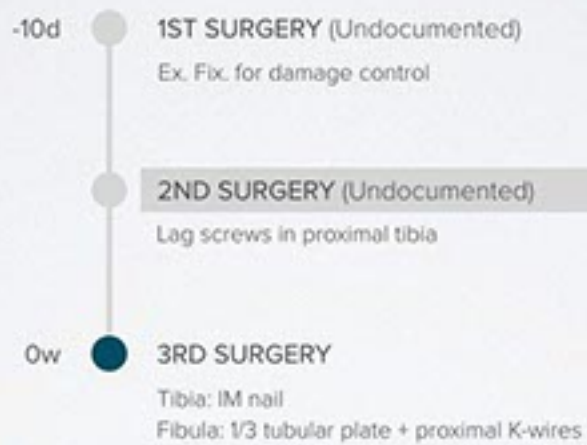 -10d 1ST SURGERY (Undocumented)
Ex. Fix. for damage control
2ND SURGERY (Undocumented)
Lag screws in proximal tibia
0w 3RD SURGERY
Tibia: IM nail
Fibula: 1/3 tubular plate + proximal K-wires